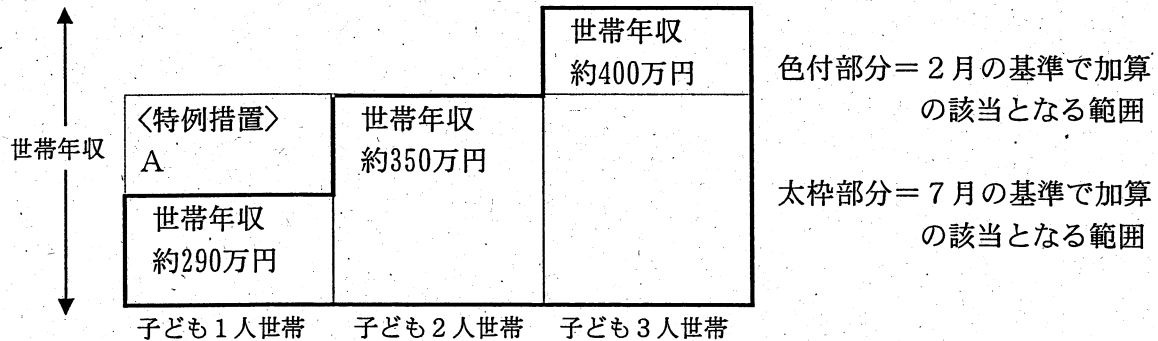 世帯年収
世帯年収
約400万円
〈特例措置〉
A
世帯年収
約350万円
世帯年収
約290万円
子ども1人世帯
子ども2人世帯
子ども3人世帯
色付部分＝２月の基準で加算
の該当となる範囲
太枠部分＝７月の基準で加算
の該当となる範囲